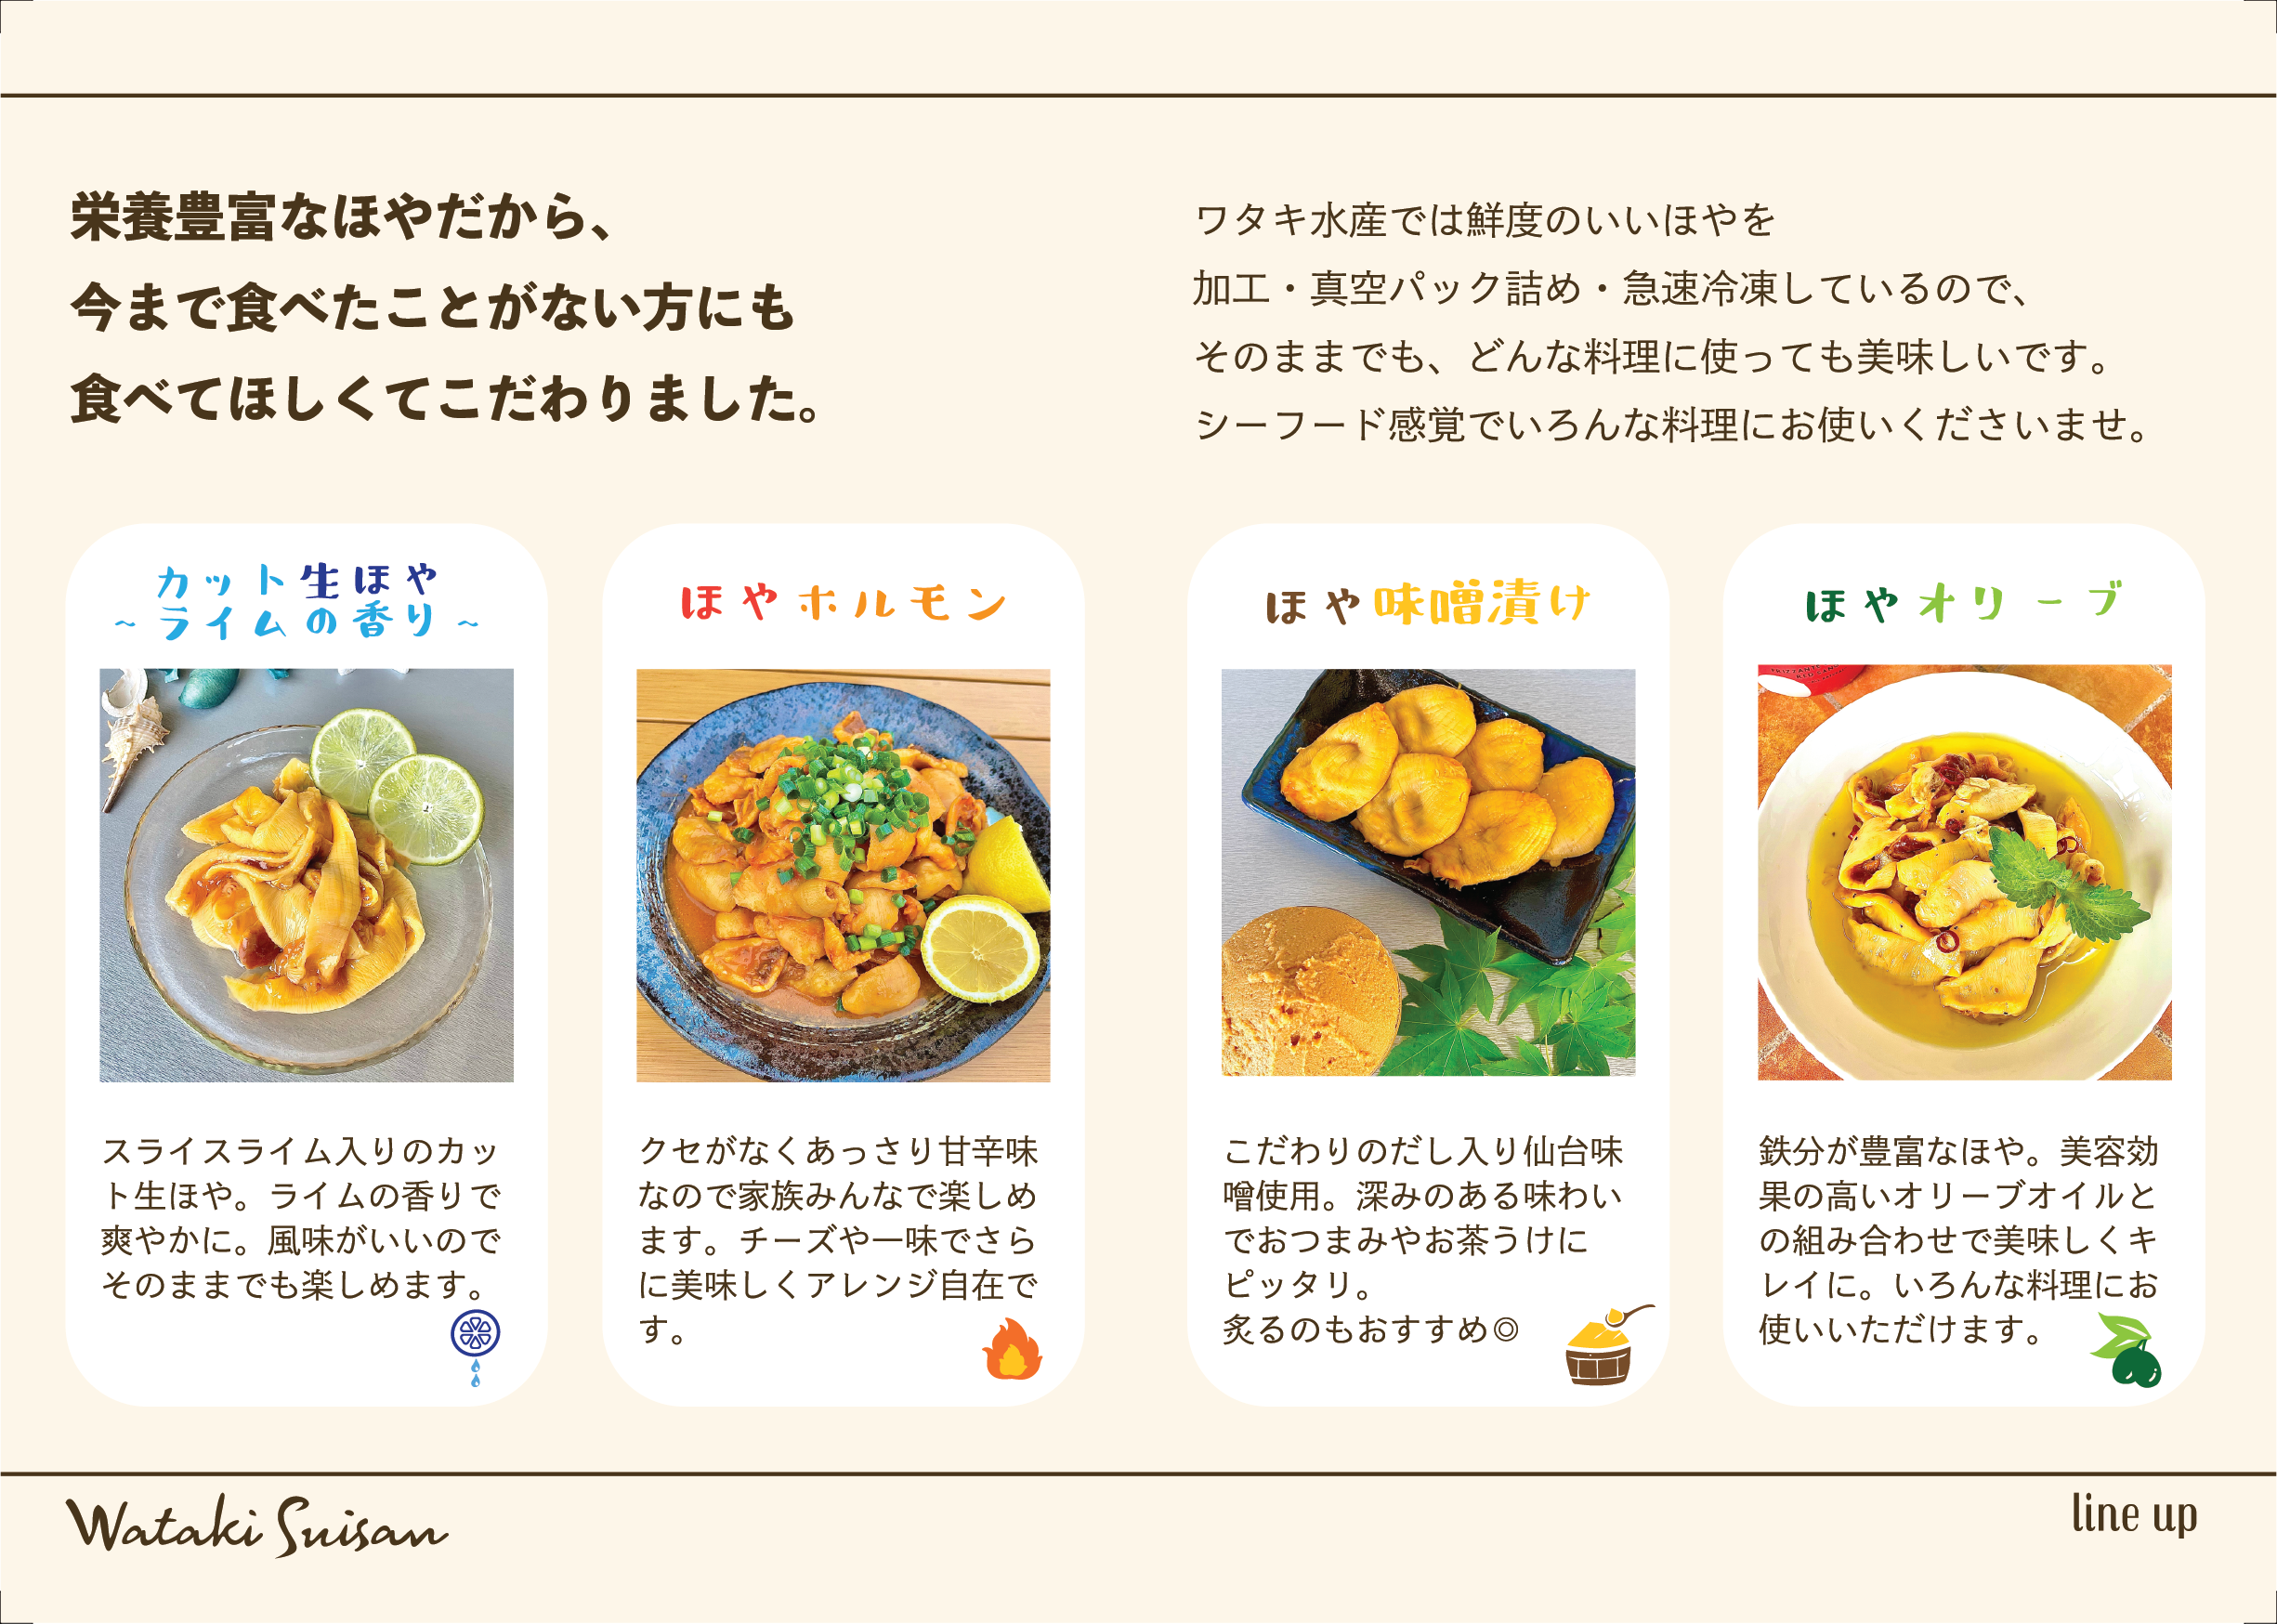 栄養豊富なほやだから、
今まで食べたことがない方にも
食べてほしくてこだわりました。
ワタキ水産では鮮度のいいほやを
加工・真空パック詰め・急速冷凍しているので、
そのままでも、どんな料理に使っても美味しいです。
シーフード感覚でいろんな料理にお使いくださいませ。
カット生ほや
~ライムの香り~
スライスライム入りのカッ
ト生ほや。ライムの香りで
爽やかに。風味がいいので
そのままでも楽しめます。
ほやホルモン
クセがなくあっさり甘辛味
なので家族みんなで楽しめ
ます。チーズや一味でさら
に美味しくアレンジ自在で
す。
ほや味噌漬け
こだわりのだし入り仙台味
噌使用。深みのある味わい
でおつまみやお茶うけに
ピッタリ。
炙るのもおすすめ◎
ほやオリーブ
鉄分が豊富なほや。美容効
果の高いオリーブオイルと
の組み合わせで美味しくキ
レイに。いろんな料理にお
使いいただけます。
Wataki Suisan
line up